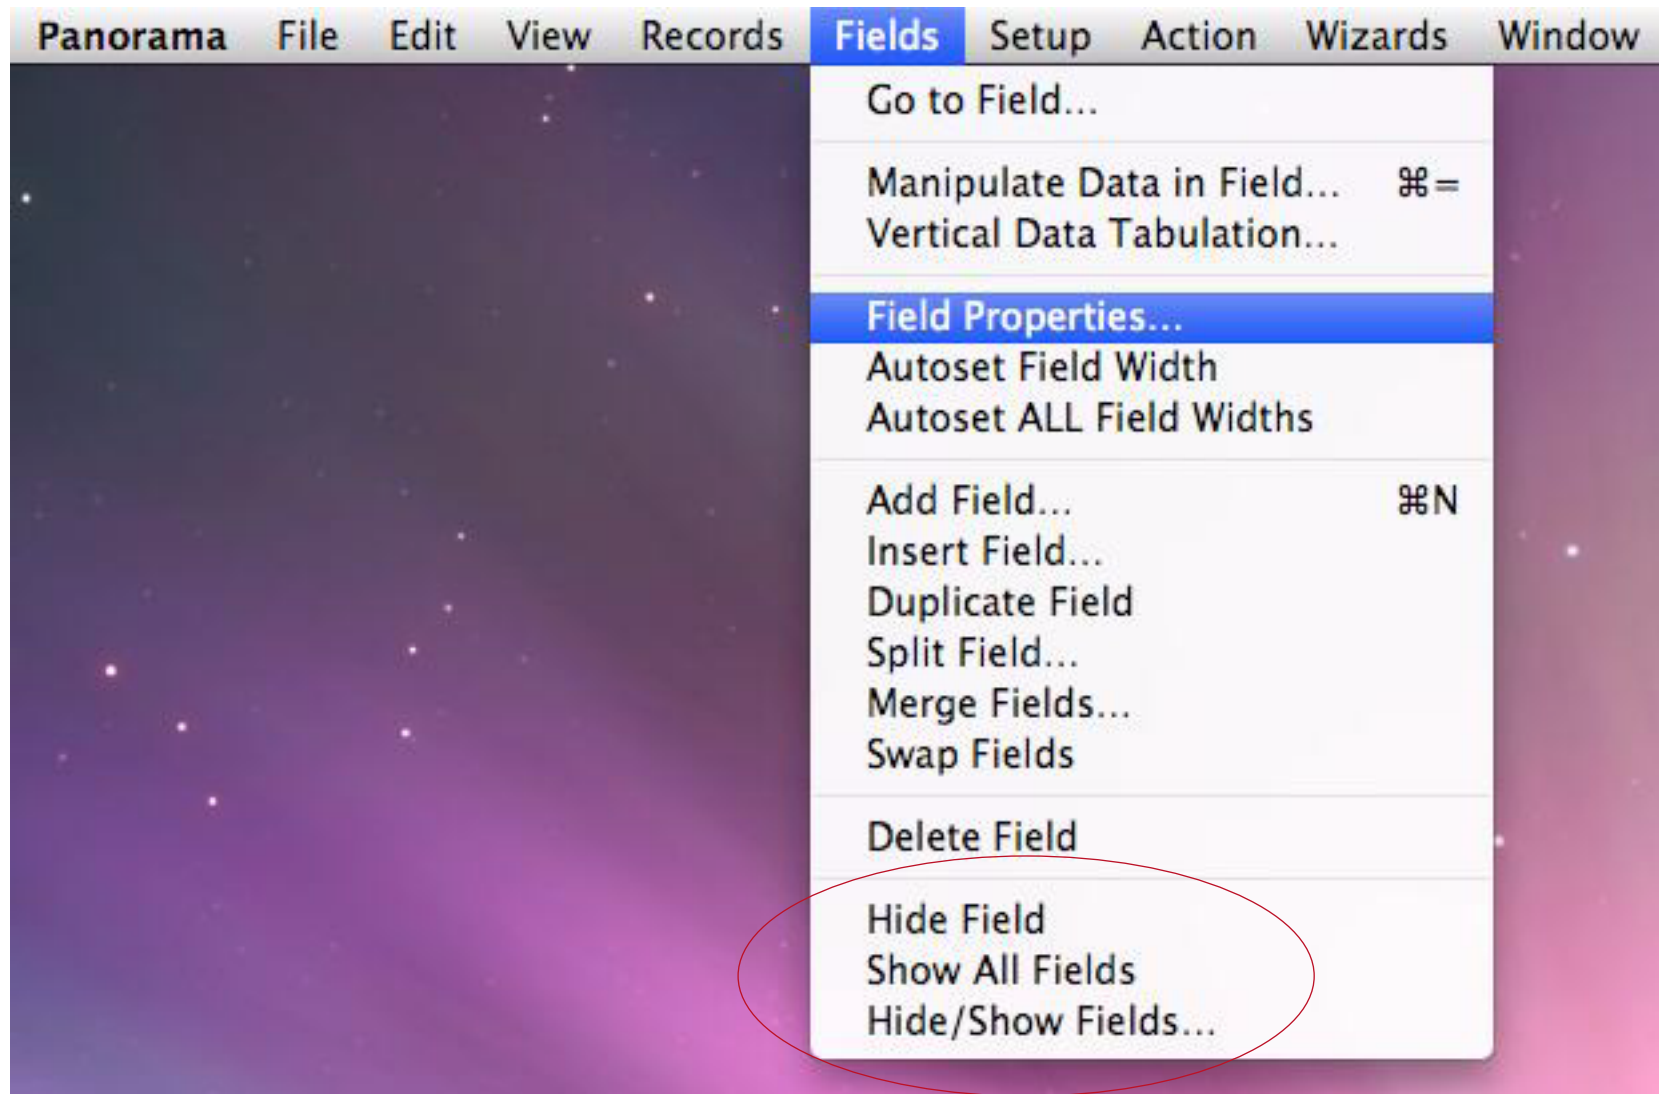 Panorama File Edit View Records Fields Setup Action Wizards Window
Go to Field...
Manipulate Data in Field... ⌘=
Vertical Data Tabulation...
Field Properties...
Autoset Field Width
Autoset ALL Field Widths
Add Field... ⌘N
Insert Field...
Duplicate Field
Split Field...
Merge Fields...
Swap Fields
Delete Field
Hide Field
Show All Fields
Hide/Show Fields...